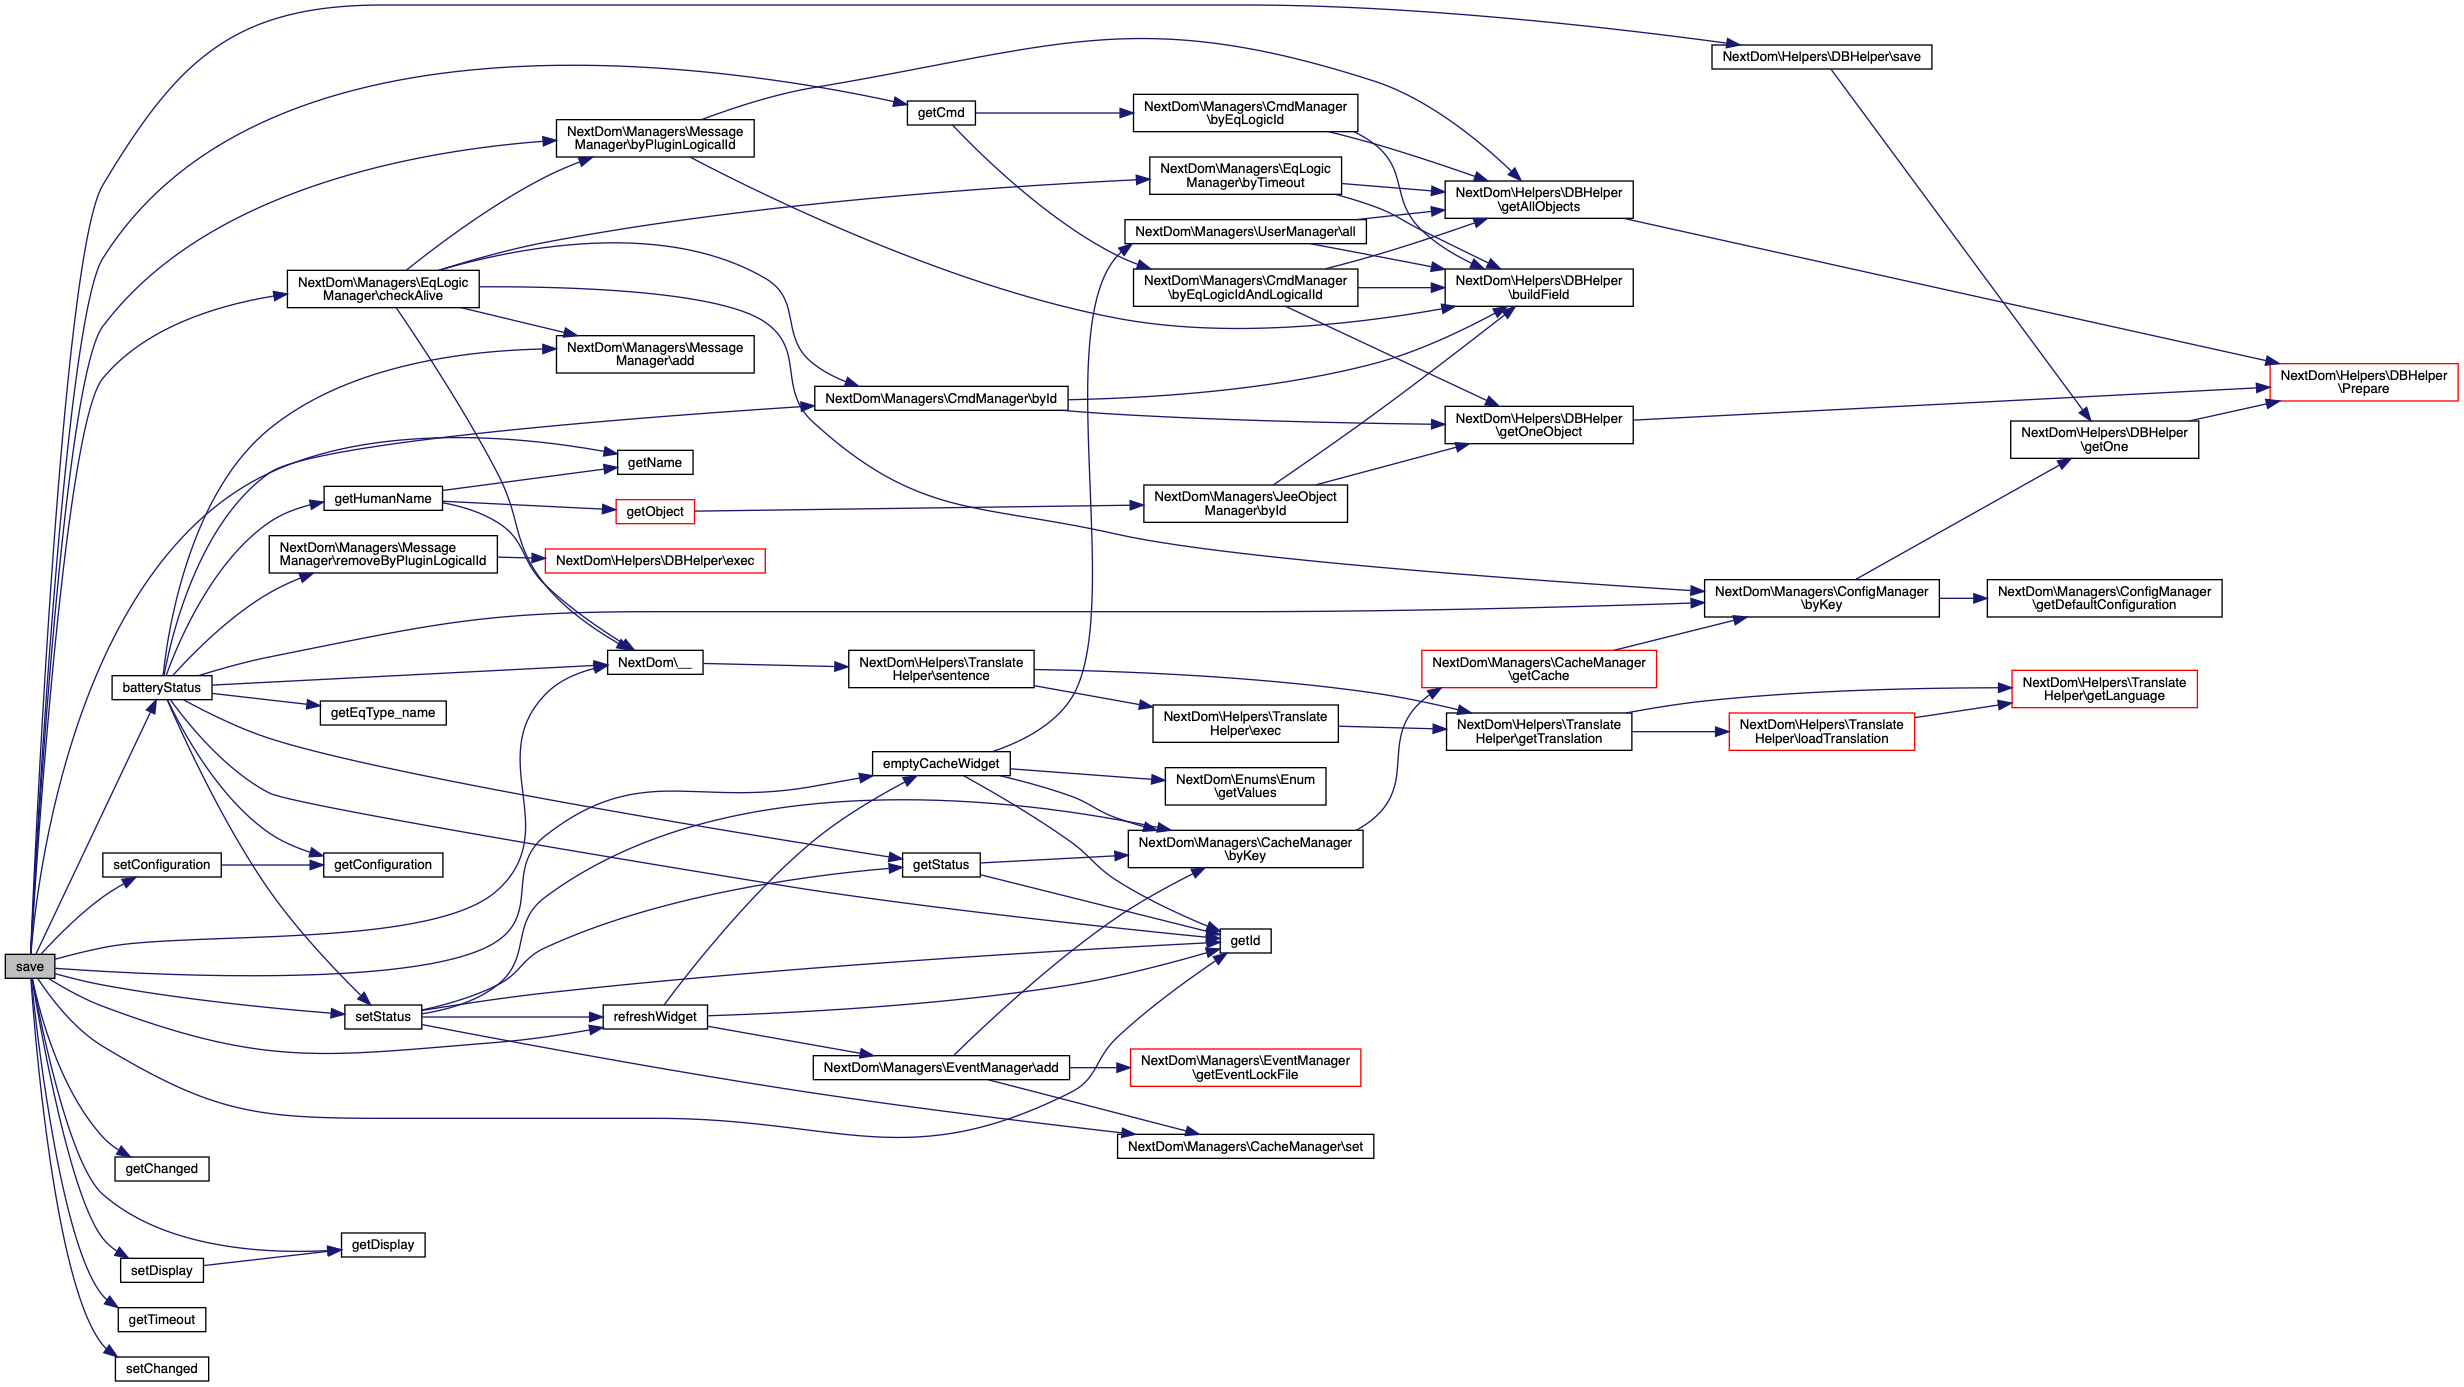 save
batteryStatus
setConfiguration
getChanged
setDisplay
getTimeout
setChanged
NextDom\Managers\EqLogic
Manager\checkAlive
getHumanName
NextDom\Managers\Message
Manager\removeByPluginLogicalId
getEqType_name
getConfiguration
setStatus
getDisplay
NextDom\Managers\Message
Manager\byPluginLogicalId
NextDom\Managers\Message
Manager\add
getName
getObject
NextDom\Helpers\DBHelper\exec
NextDom\__
refreshWidget
getCmd
NextDom\Managers\CmdManager\byId
NextDom\Helpers\Translate
Helper\sentence
emptyCacheWidget
getStatus
NextDom\Managers\EventManager\add
NextDom\Managers\CmdManager
\byEqLogicId
NextDom\Managers\EqLogic
Manager\byTimeout
NextDom\Managers\UserManager\all
NextDom\Managers\CmdManager
\byEqLogicIdAndLogicalId
NextDom\Managers\JeeObject
Manager\byId
NextDom\Helpers\Translate
Helper\exec
NextDom\Enums\Enum
\getValues
NextDom\Managers\CacheManager
\byKey
getId
NextDom\Managers\EventManager
\getEventLockFile
NextDom\Managers\CacheManager\set
NextDom\Helpers\DBHelper
\getAllObjects
NextDom\Helpers\DBHelper
\buildField
NextDom\Helpers\DBHelper
\getOneObject
NextDom\Managers\CacheManager
\getCache
NextDom\Helpers\Translate
Helper\getTranslation
NextDom\Helpers\DBHelper\save
NextDom\Managers\ConfigManager
\byKey
NextDom\Helpers\Translate
Helper\loadTranslation
NextDom\Helpers\DBHelper
\getOne
NextDom\Managers\ConfigManager
\getDefaultConfiguration
NextDom\Helpers\Translate
Helper\getLanguage
NextDom\Helpers\DBHelper
\Prepare